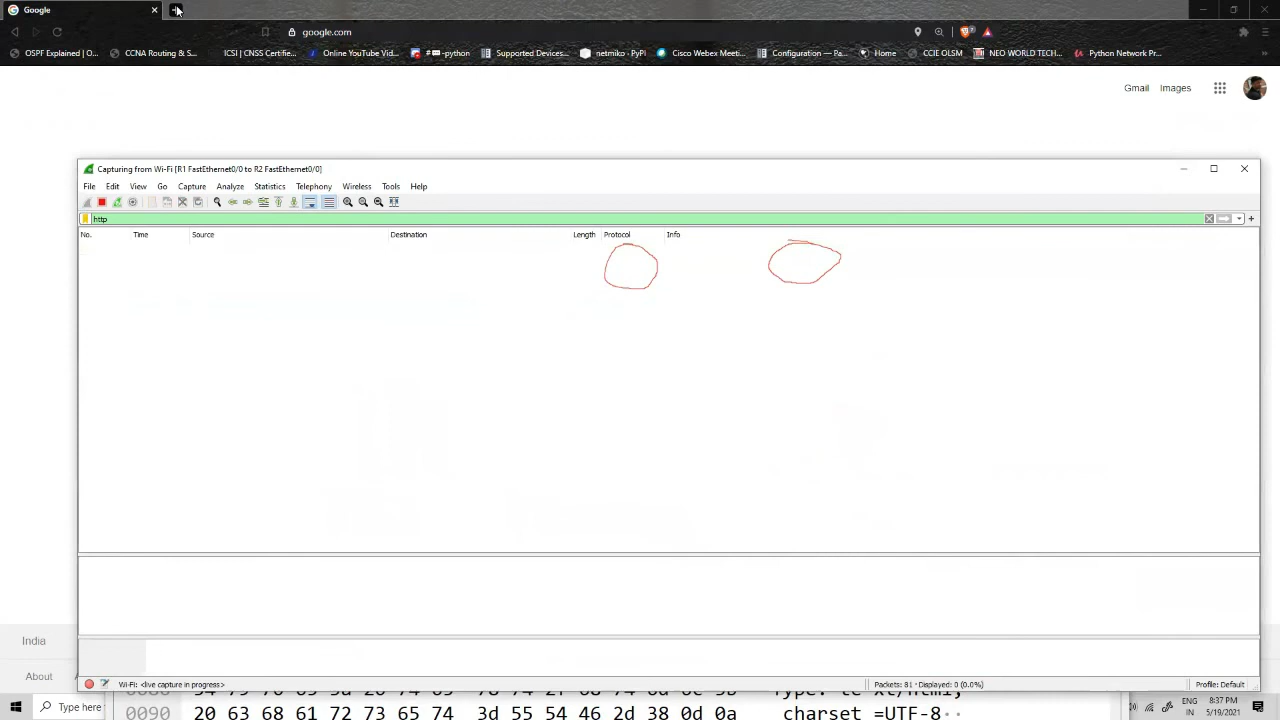 Google
google.com
OSPF Explained | O...
CCNA Routing & S...
ICSI | CNSS Certifie...
Online YouTube Vid...
-python
Supported Devices...
netmiko · PyPI
Cisco Webex Meeti...
Configuration — Pa...
Home
CCIE OLSM
NEO WORLD TECH...
Python Network Pr...
Gmail Images
Capturing from Wi-Fi [R1 FastEthernet0/0 to R2 FastEthernet0/0]
File Edit View Go Capture Analyze Statistics Telephony Wireless Tools Help
http
No. Time Source Destination Length Protocol Info
India
About
Wi-Fi: <live capture in progress>
Packets: 81 · Displayed: 0 (0.0%)
Profile: Default
Type here
0090 20 63 68 61 72 73 65 74 3d 55 54 46 2d 38 0d 0a charset =UTF-8··
ENG
IN
8:37 PM
5/19/2021